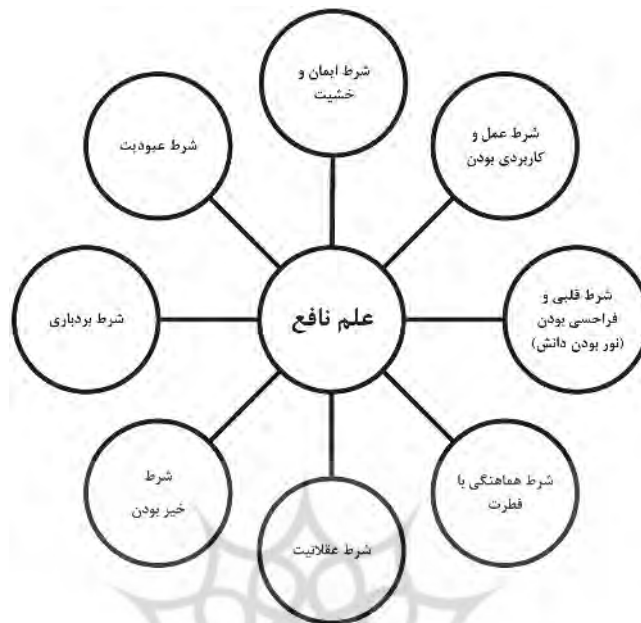 شرط ایمان و
خشیت
شرط عمل و
کاربردی بودن
شرط قلبی و
فراحسی بودن
(نور بودن دانش)
شرط هماهنگی با
فطرت
شرط عقلانیت
شرط
خیر بودن
شرط بردباری
شرط عبودیت
علم نافع